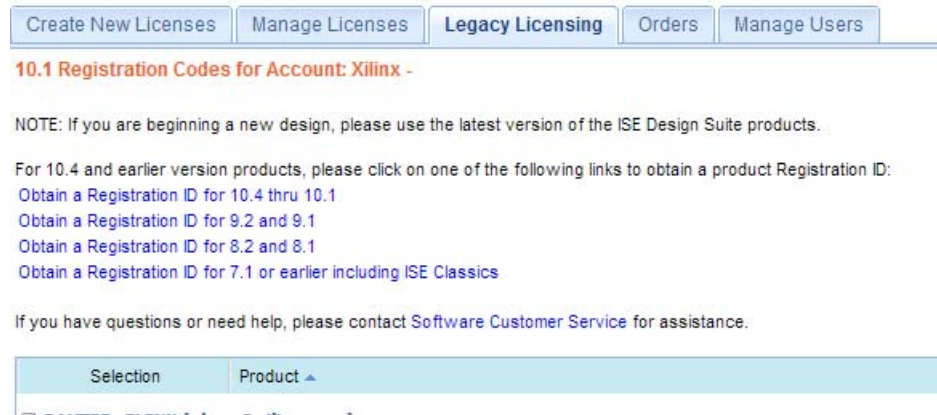 Create New Licenses Manage Licenses Legacy Licensing Orders Manage Users
10.1 Registration Codes for Account: Xilinx -
NOTE: If you are beginning a new design, please use the latest version of the ISE Design Suite products.
For 10.4 and earlier version products, please click on one of the following links to obtain a product Registration ID:
Obtain a Registration ID for 10.4 thru 10.1
Obtain a Registration ID for 9.2 and 9.1
Obtain a Registration ID for 8.2 and 8.1
Obtain a Registration ID for 7.1 or earlier including ISE Classics
If you have questions or need help, please contact Software Customer Service for assistance.
Selection Product